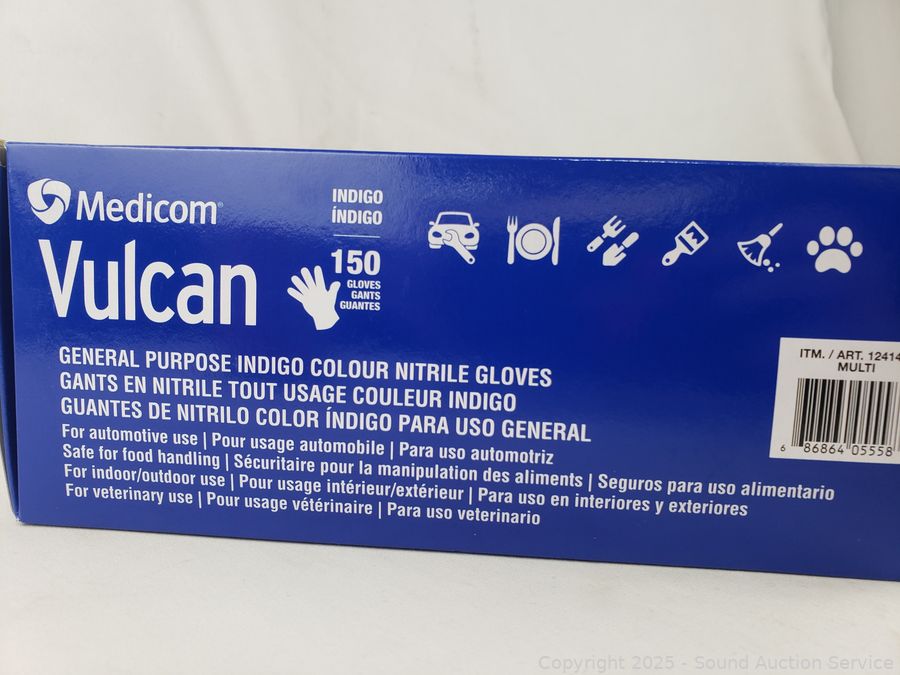 Medicom
Vulcan
INDIGO
ÍNDIGO
150
GLOVES
GANTS
GUANTES
GENERAL PURPOSE INDIGO COLOUR NITRILE GLOVES
GANTS EN NITRILE TOUT USAGE COULEUR INDIGO
GUANTES DE NITRILO COLOR ÍNDIGO PARA USO GENERAL
For automotive use | Pour usage automobile | Para uso automotriz
Safe for food handling | Sécuritaire pour la manipulation des aliments | Seguros para uso alimentario
For indoor/outdoor use | Pour usage intérieur/extérieur | Para uso en interiores y exteriores
For veterinary use | Pour usage vétérinaire | Para uso veterinario
ITM. / ART. 12414
MULTI
6 86864 05558
Copyright 2025 - Sound Auction Service